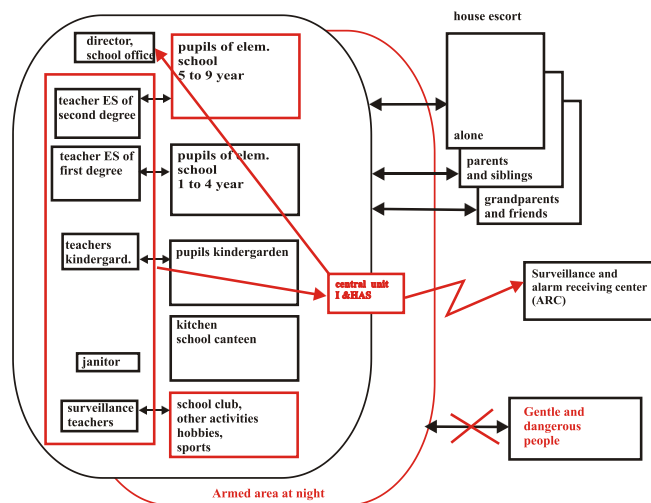 house escort
director,
school office
pupils of elem.
school
5 to 9 year
teacher ES of
second degree
alone
teacher ES of
first degree
pupils of elem.
school
1 to 4 year
parents
and siblings
grandparents
and friends
teachers
kindergard.
pupils kindergarden
central unit
I &HAS
Surveillance and
alarm receiving center
(ARC)
kitchen
school canteen
janitor
surveillance
teachers
school club,
other activities
hobbies,
sports
Gentle and
dangerous
people
Armed area at night